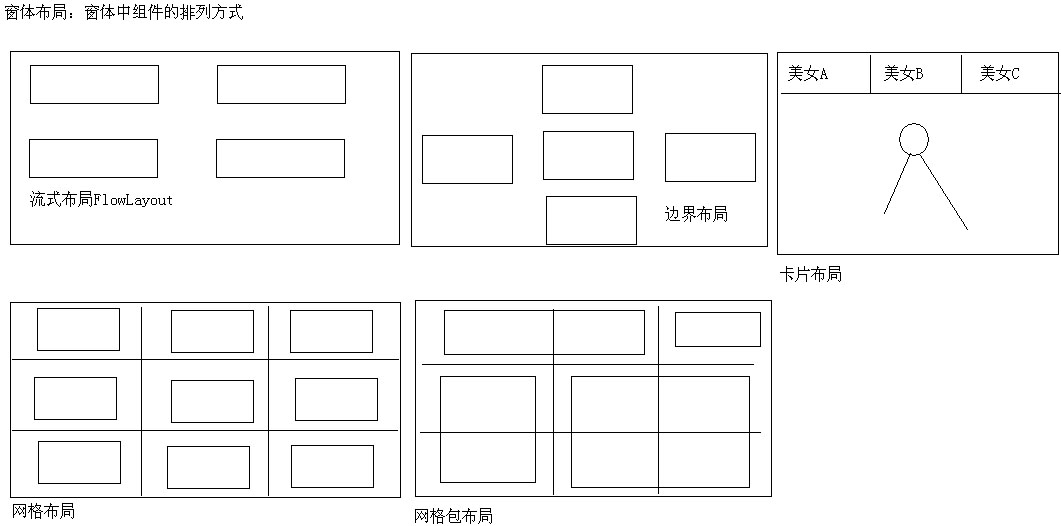 窗体布局：窗体中组件的排列方式
流式布局FlowLayout
边界布局
美女A
美女B
美女C
卡片布局
网格布局
网格包布局